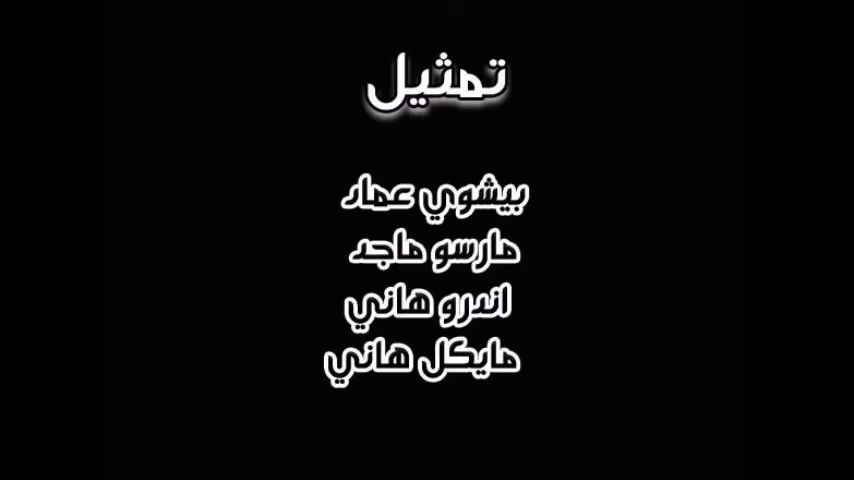 تمثيل
بيشوي عماد
مارسو ماجد
اندرو هاني
مايكل هاني